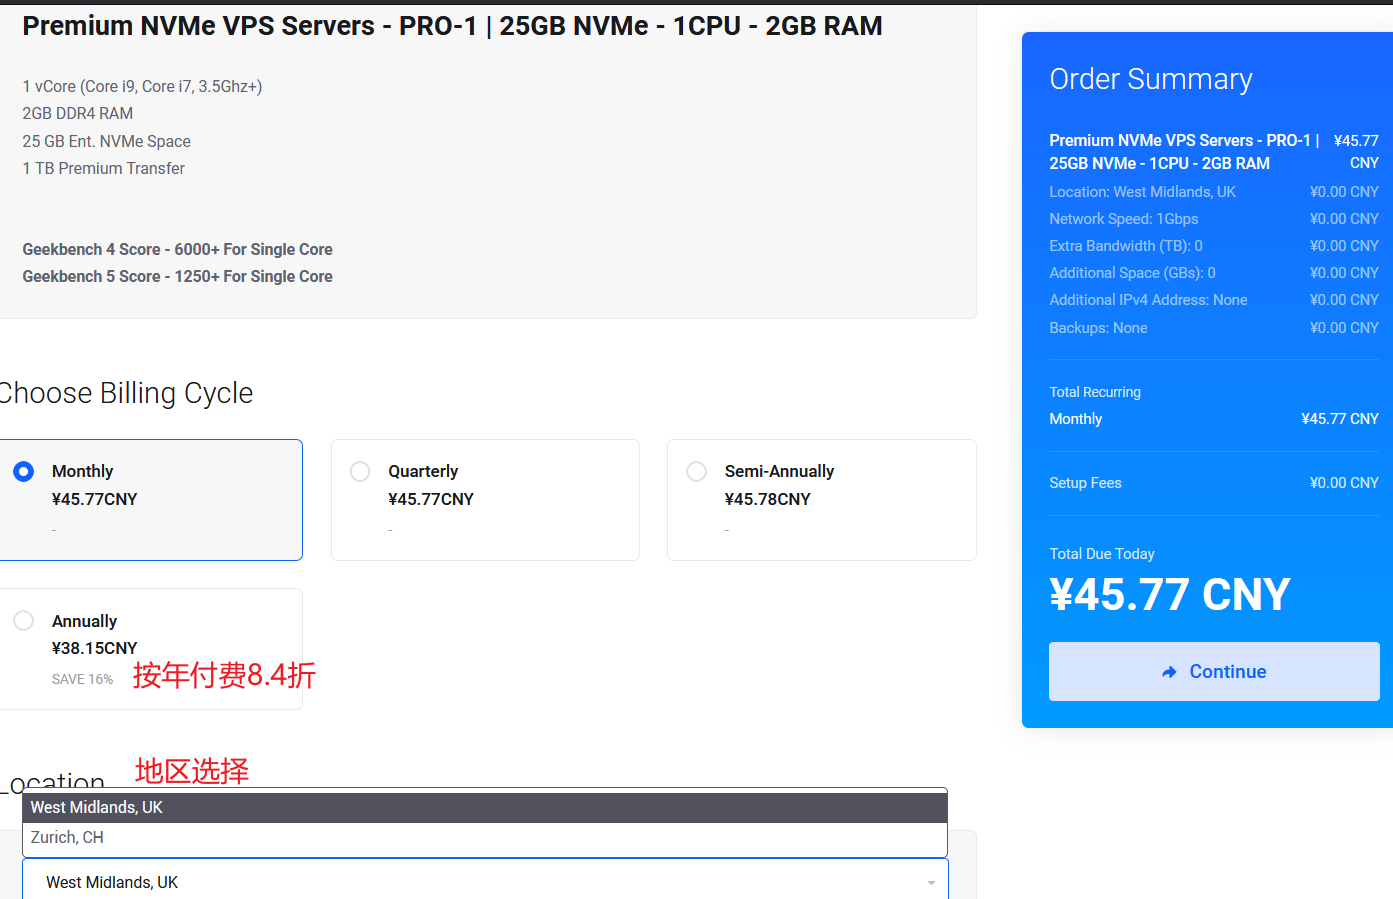 Premium NVMe VPS Servers - PRO-1 | 25GB NVMe - 1CPU - 2GB RAM
1 vCore (Core i9, Core i7, 3.5Ghz+)
2GB DDR4 RAM
25 GB Ent. NVMe Space
1 TB Premium Transfer
Geekbench 4 Score - 6000+ For Single Core
Geekbench 5 Score - 1250+ For Single Core
Choose Billing Cycle
Monthly
¥45.77CNY
-
Quarterly
¥45.77CNY
-
Semi-Annually
¥45.78CNY
-
Annually
¥38.15CNY
SAVE 16% 按年付费8.4折
Location 地区选择
West Midlands, UK
Zurich, CH
West Midlands, UK
Order Summary
Premium NVMe VPS Servers - PRO-1 | ¥45.77
25GB NVMe - 1CPU - 2GB RAM CNY
Location: West Midlands, UK ¥0.00 CNY
Network Speed: 1Gbps ¥0.00 CNY
Extra Bandwidth (TB): 0 ¥0.00 CNY
Additional Space (GBs): 0 ¥0.00 CNY
Additional IPv4 Address: None ¥0.00 CNY
Backups: None ¥0.00 CNY
Total Recurring
Monthly ¥45.77 CNY
Setup Fees ¥0.00 CNY
Total Due Today
¥45.77 CNY
Continue